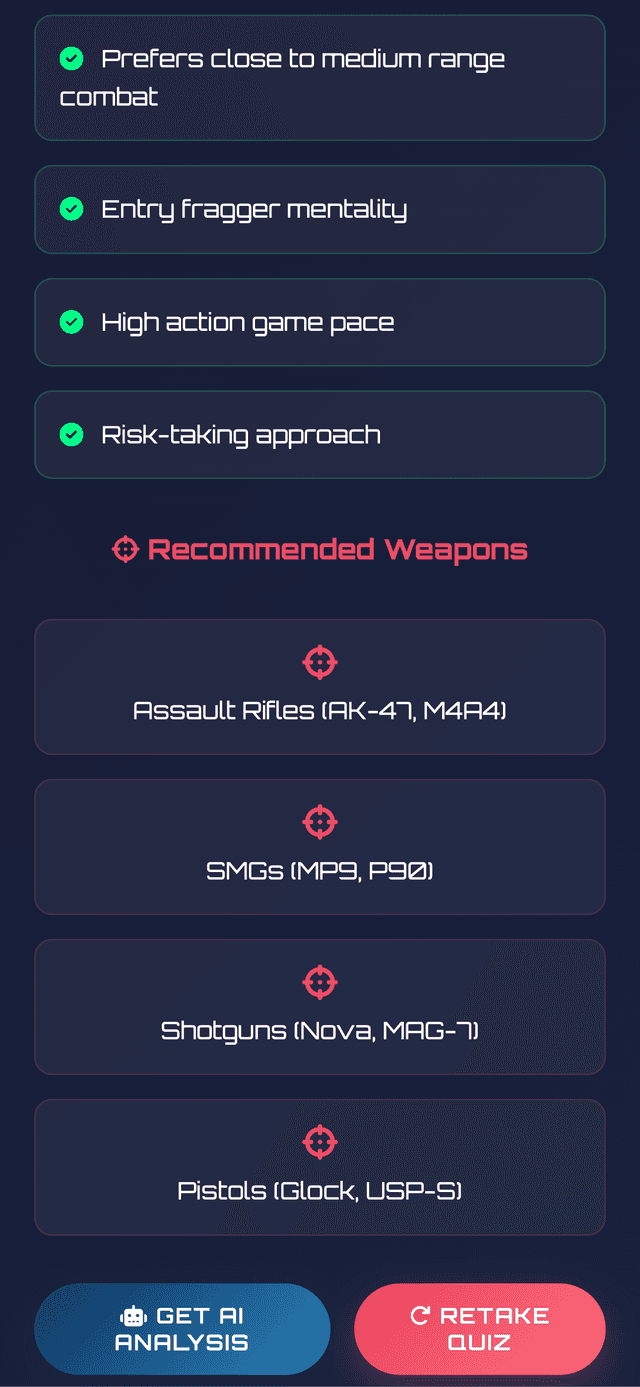 Prefers close to medium range
combat
Entry fragger mentality
High action game pace
Risk-taking approach
Recommended Weapons
Assault Rifles (AK-47, M4A4)
SMGs (MP9, P90)
Shotguns (Nova, MAG-7)
Pistols (Glock, USP-S)
GET AI
ANALYSIS
RETAKE
QUIZ